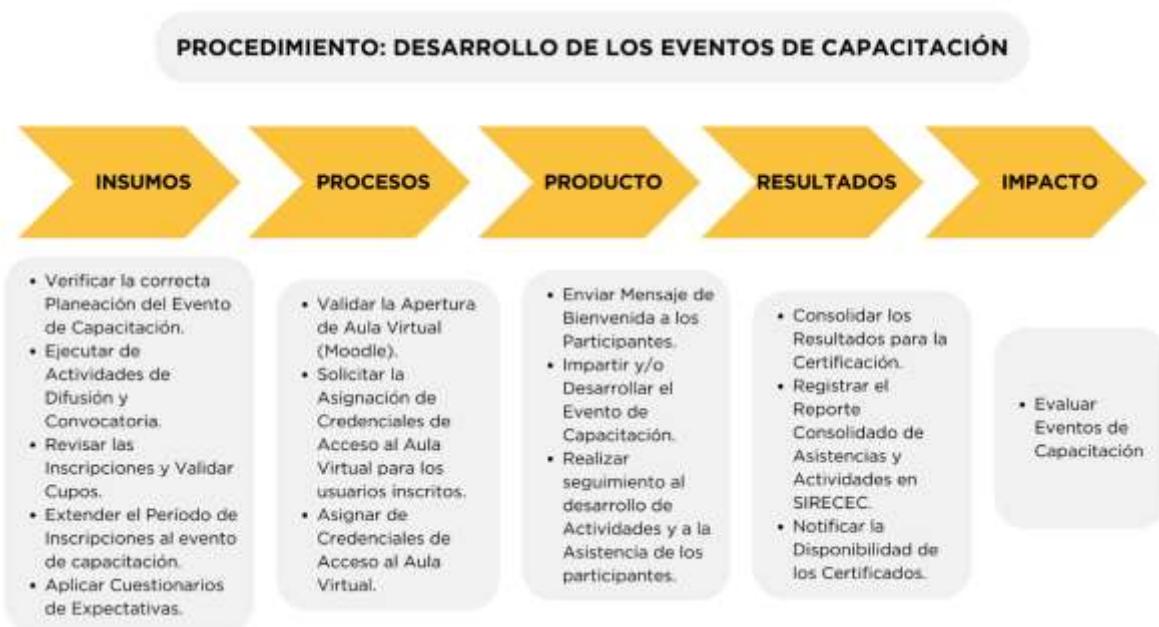 PROCEDIMIENTO: DESARROLLO DE LOS EVENTOS DE CAPACITACIÓN
INSUMOS
PROCESOS
PRODUCTO
RESULTADOS
IMPACTO
• Verificar la correcta
Planeación del Evento
de Capacitación.
• Ejecutar de
Actividades de
Difusión y
Convocatoria.
• Revisar las
Inscripciones y Validar
Cupos.
• Extender el Periodo de
Inscripciones al evento
de capacitación.
• Aplicar Cuestionarios
de Expectativas.
• Validar la Apertura
de Aula Virtual
(Moodle).
• Solicitar la
Asignación de
Credenciales de
Acceso al Aula
Virtual para los
usuarios inscritos.
• Asignar de
Credenciales de
Acceso al Aula
Virtual.
• Enviar Mensaje de
Bienvenida a los
Participantes.
• Impartir y/o
Desarrollar el
Evento de
Capacitación.
• Realizar
seguimiento al
desarrollo de
Actividades y a la
Asistencia de los
participantes.
• Consolidar los
Resultados para la
Certificación.
• Registrar el
Reporte
Consolidado de
Asistencias y
Actividades en
SIRECEC.
• Notificar la
Disponibilidad de
los Certificados.
• Evaluar
Eventos de
Capacitación